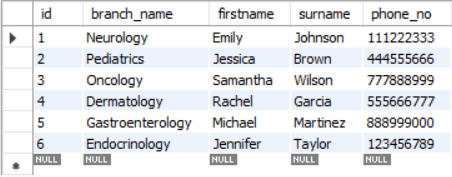 id branch_name firstname surname phone_no
1 Neurology Emily Johnson 111222333
2 Pediatrics Jessica Brown 444555666
3 Oncology Samantha Wilson 777888999
4 Dermatology Rachel Garcia 555666777
5 Gastroenterology Michael Martinez 888999000
6 Endocrinology Jennifer Taylor 123456789
NULL NULL NULL NULL NULL